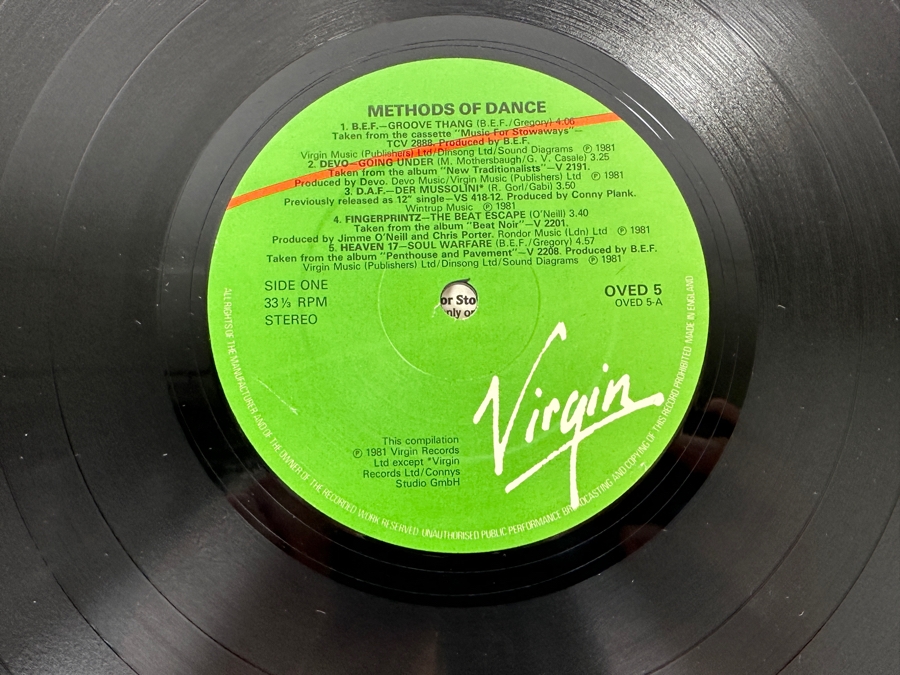 METHODS OF DANCE
1. B.E.F.—GROOVE THANG (B.E.F./Gregory) 4.06
Taken from the cassette "Music For Stowaways"—
TCV 2888. Produced by B.E.F.
Virgin Music (Publishers) Ltd/Dinsong Ltd/Sound Diagrams ℗ 1981
2. DEVO—GOING UNDER (M. Mothersbaugh/G. V. Casale) 3.25
Taken from the album "New Traditionalists"—V 2191.
Produced by Devo. Devo Music/Virgin Music (Publishers) Ltd ℗ 1981
3. D.A.F.—DER MUSSOLINI* (R. Gorl/Gabi) 3.50
Previously released as 12" single—VS 418-12. Produced by Conny Plank.
Wintrup Music ℗ 1981
4. FINGERPRINTZ—THE BEAT ESCAPE (O'Neill) 3.40
Taken from the album "Beat Noir"—V 2201.
Produced by Jimme O'Neill and Chris Porter. Rondor Music (Ldn) Ltd ℗ 1981
5. HEAVEN 17—SOUL WARFARE (B.E.F./Gregory) 4.57
Taken from the album "Penthouse and Pavement"—V 2208. Produced by B.E.F.
Virgin Music (Publishers) Ltd/Dinsong Ltd/Sound Diagrams ℗ 1981
SIDE ONE
33⅓ RPM
STEREO
or Sto
nly or
OVED 5
OVED 5-A
Virgin
This compilation
℗ 1981 Virgin Records
Ltd except *Virgin
Records Ltd/Connys
Studio GmbH
ALL RIGHTS OF THE MANUFACTURER AND OF THE OWNER OF THE RECORDED WORK RESERVED. UNAUTHORISED PUBLIC PERFORMANCE BROADCASTING AND COPYING OF THIS RECORD PROHIBITED. MADE IN ENGLAND